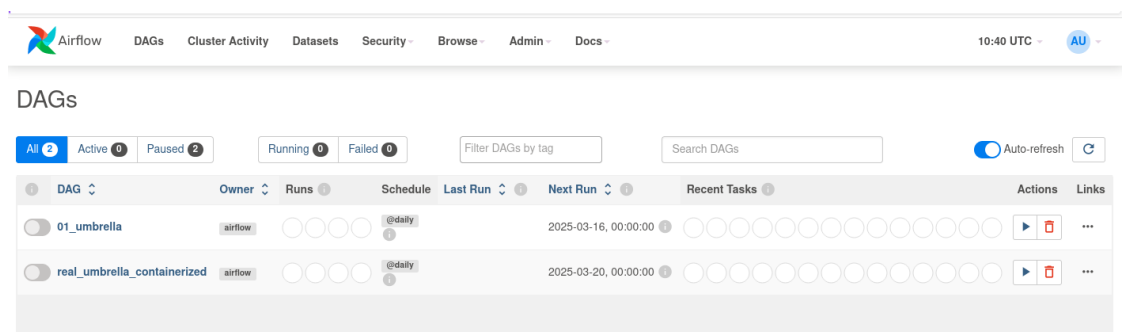 Airflow DAGs Cluster Activity Datasets Security Browse Admin Docs 10:40 UTC AU
DAGs
All 2 Active 0 Paused 2 Running 0 Failed 0 Filter DAGs by tag Search DAGs Auto-refresh
DAG Owner Runs Schedule Last Run Next Run Recent Tasks Actions Links
01_umbrella airflow @daily 2025-03-16, 00:00:00
real_umbrella_containerized airflow @daily 2025-03-20, 00:00:00